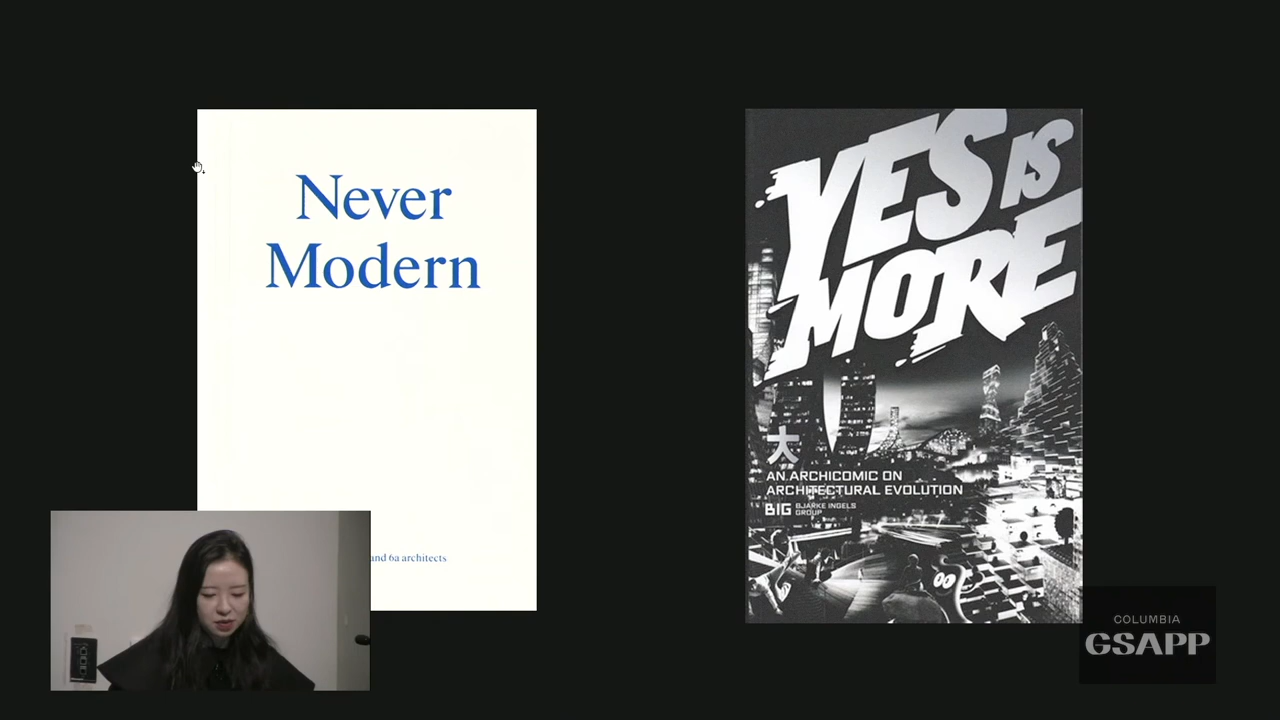 Never
Modern
and 6a architects
YES IS
MORE
大
AN ARCHICOMIC ON
ARCHITECTURAL EVOLUTION
BIG BJARKE INGELS
GROUP
COLUMBIA
GSAPP